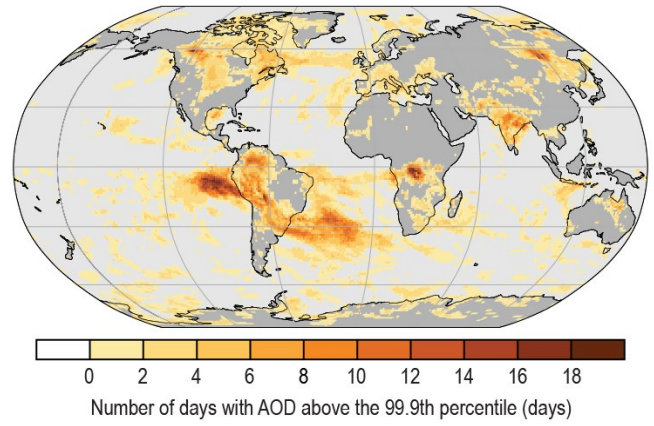 0 2 4 6 8 10 12 14 16 18
Number of days with AOD above the 99.9th percentile (days)